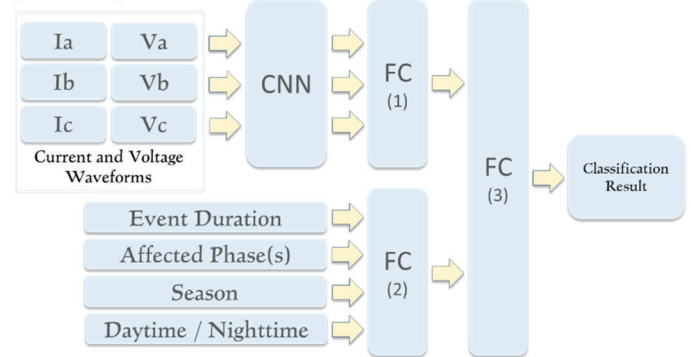 Ia Va
Ib Vb
Ic Vc
Current and Voltage
Waveforms
CNN
FC
(1)
Event Duration
Affected Phase(s)
Season
Daytime / Nighttime
FC
(2)
FC
(3)
Classification
Result